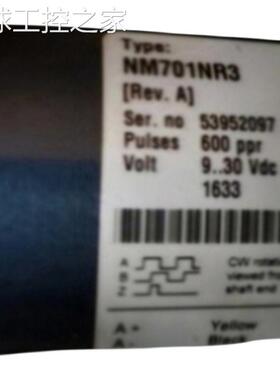 球工控之家
Type:
NM701NR3
[Rev. A]
Ser. no 53952097
Pulses 600 ppr
Volt 9..30 Vdc
1633
A CW rotat
B viewed fro
Z shaft end
A+ Yellow
A-